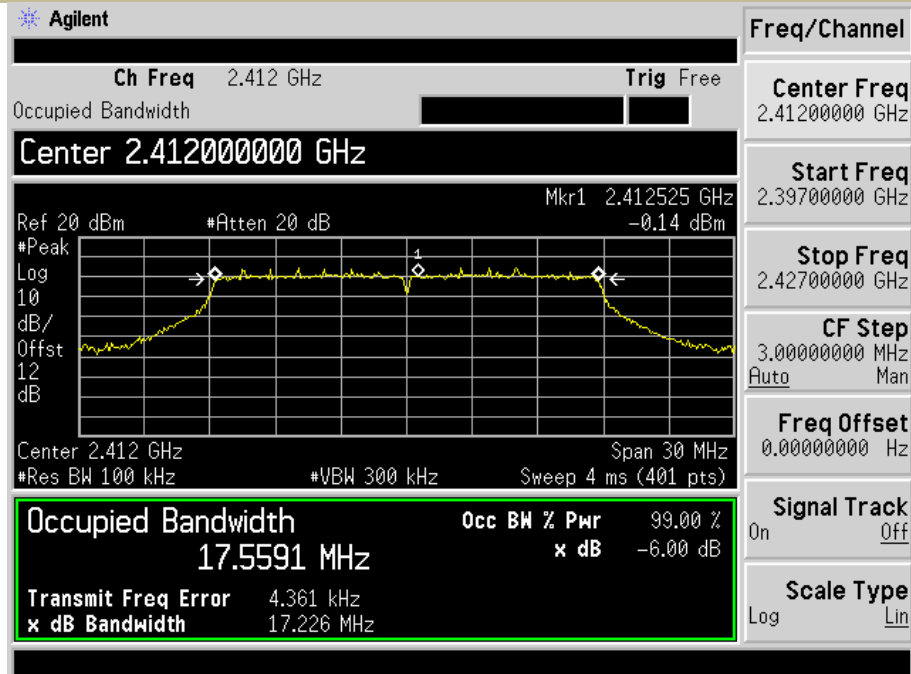 Agilent
Ch Freq 2.412 GHz Trig Free
Occupied Bandwidth
Center 2.412000000 GHz
Mkr1 2.412525 GHz
Ref 20 dBm #Atten 20 dB -0.14 dBm
#Peak
Log
10
dB/
Offst
12
dB
1
Center 2.412 GHz Span 30 MHz
#Res BW 100 kHz #VBW 300 kHz Sweep 4 ms (401 pts)
Occupied Bandwidth
17.5591 MHz
Occ BW % Pwr 99.00 %
x dB -6.00 dB
Transmit Freq Error 4.361 kHz
x dB Bandwidth 17.226 MHz
Freq/Channel
Center Freq
2.41200000 GHz
Start Freq
2.39700000 GHz
Stop Freq
2.42700000 GHz
CF Step
3.00000000 MHz
Auto Man
Freq Offset
0.00000000 Hz
Signal Track
On Off
Scale Type
Log Lin